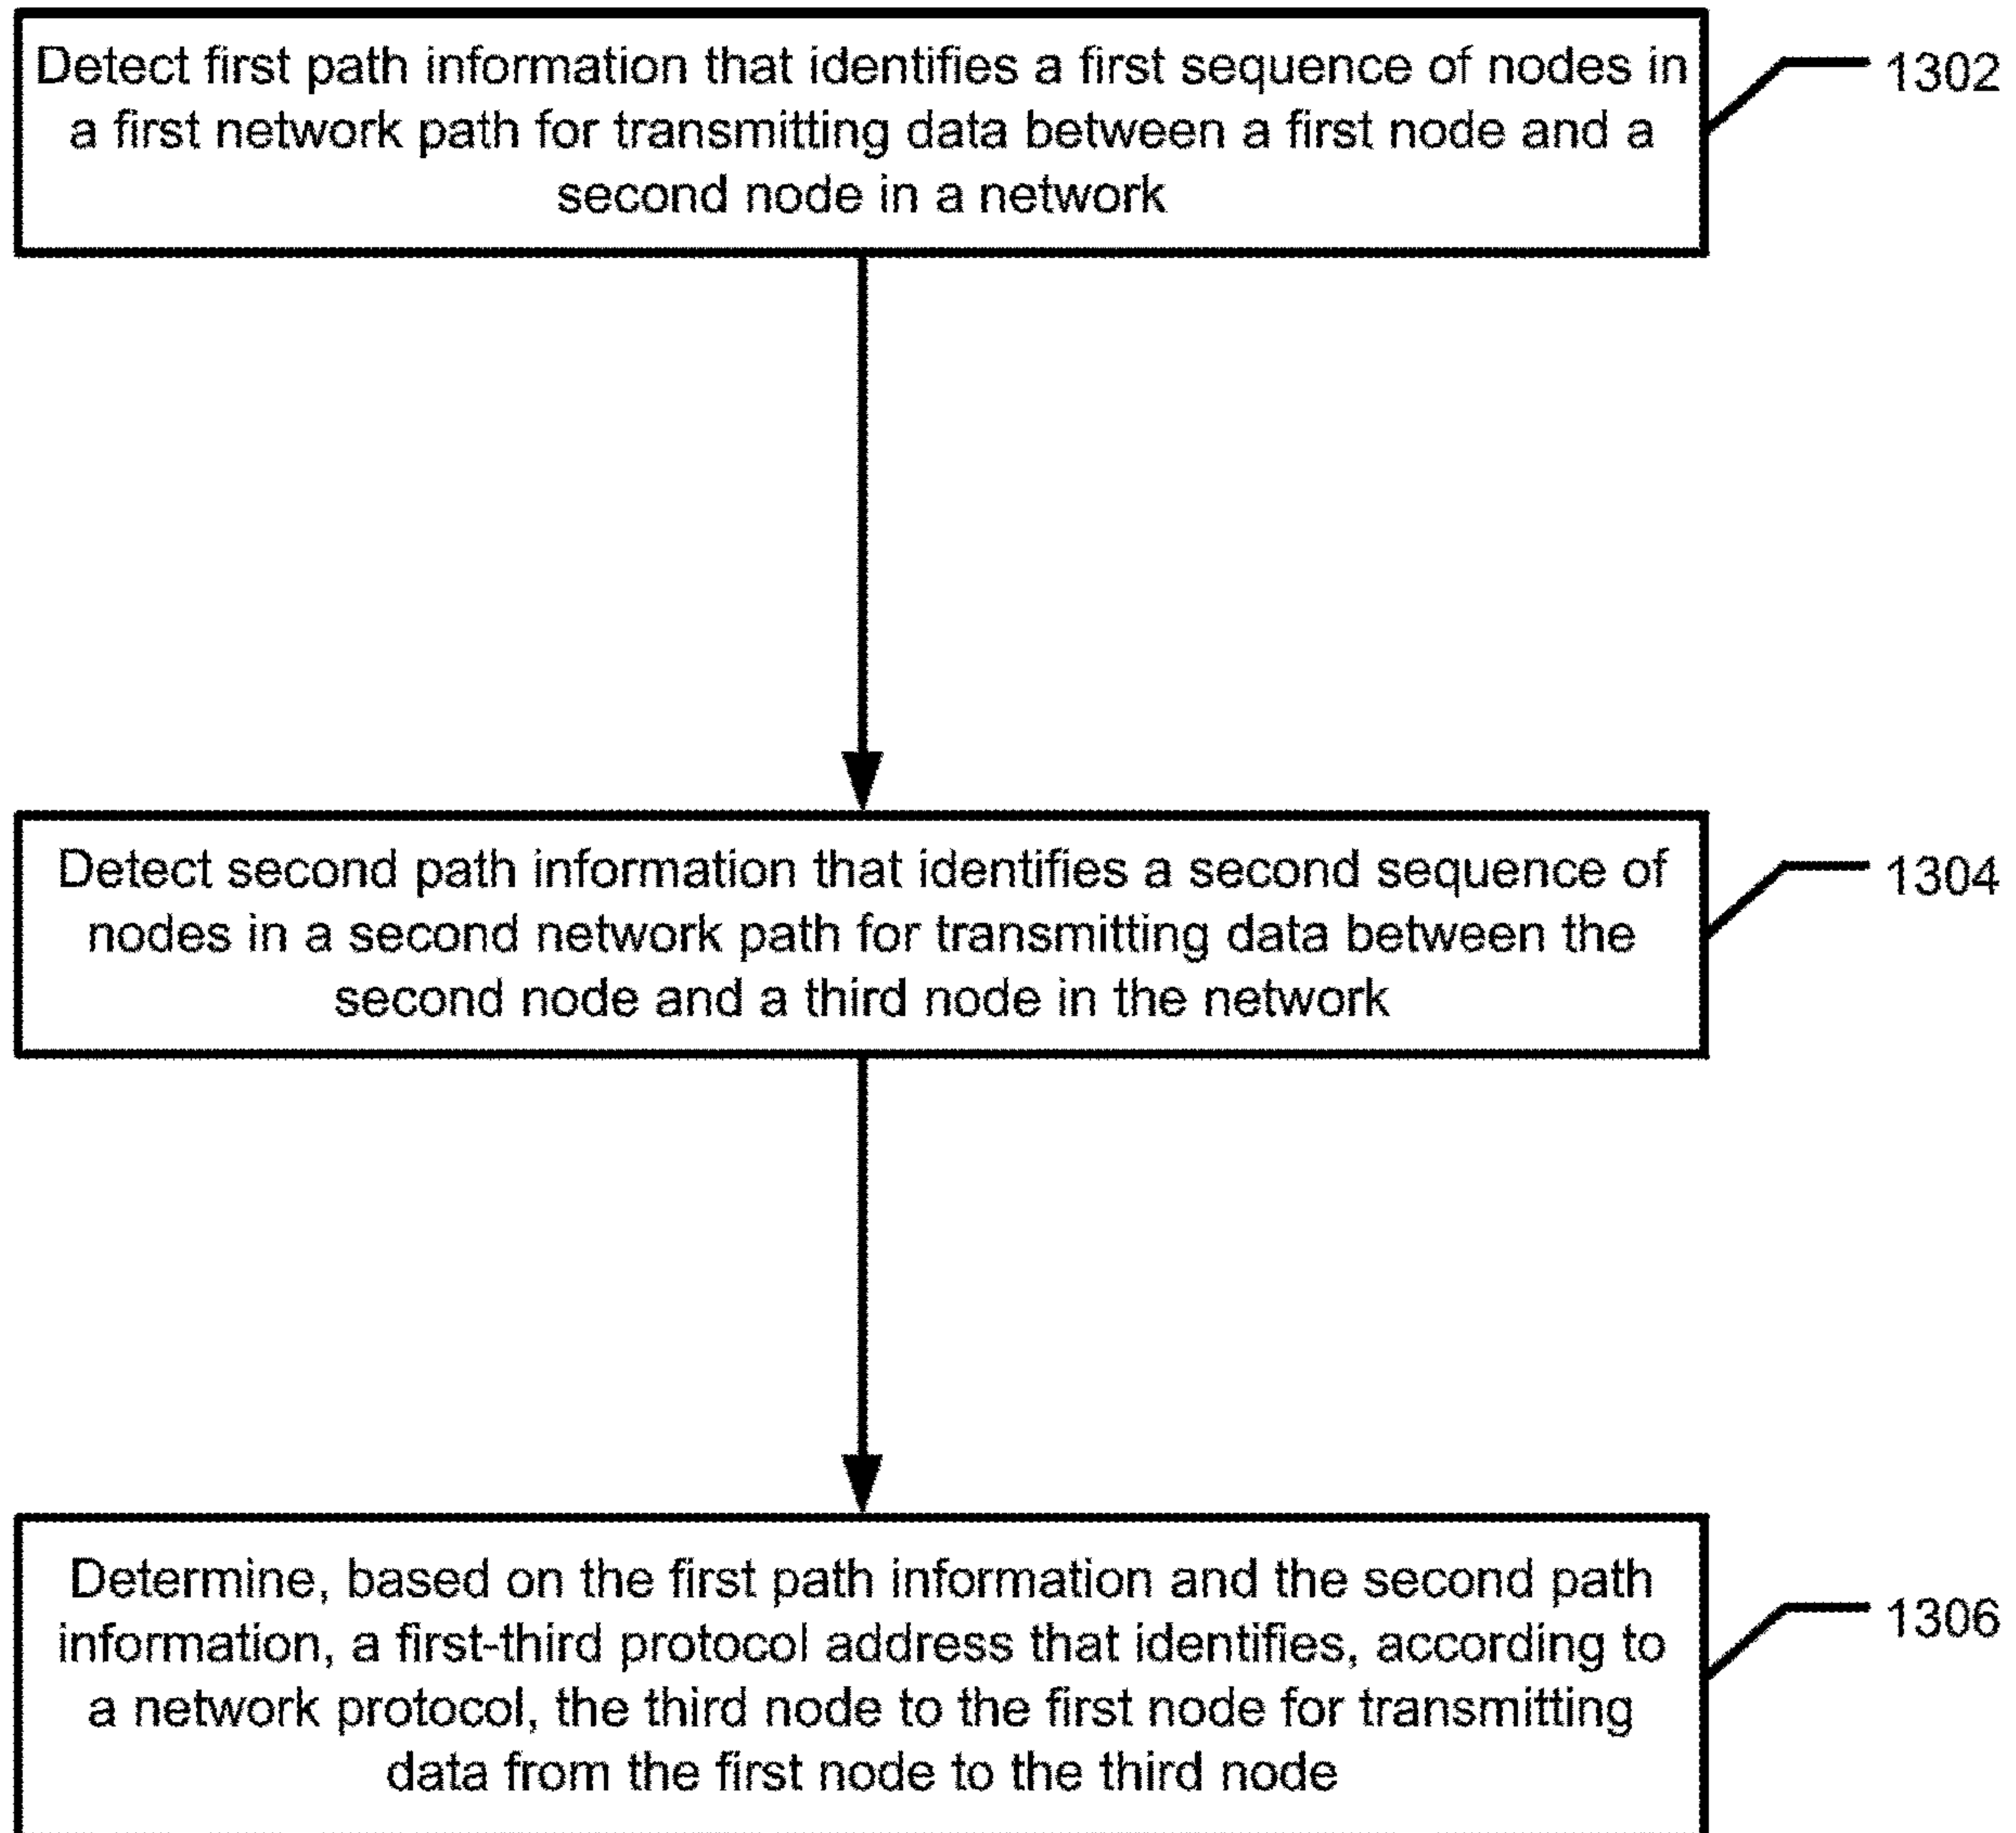 Detect first path information that identifies a first sequence of nodes in
a first network path for transmitting data between a first node and a
second node in a network
1302
Detect second path information that identifies a second sequence of
nodes in a second network path for transmitting data between the
second node and a third node in the network
1304
Determine, based on the first path information and the second path
information, a first-third protocol address that identifies, according to
a network protocol, the third node to the first node for transmitting
data from the first node to the third node
1306